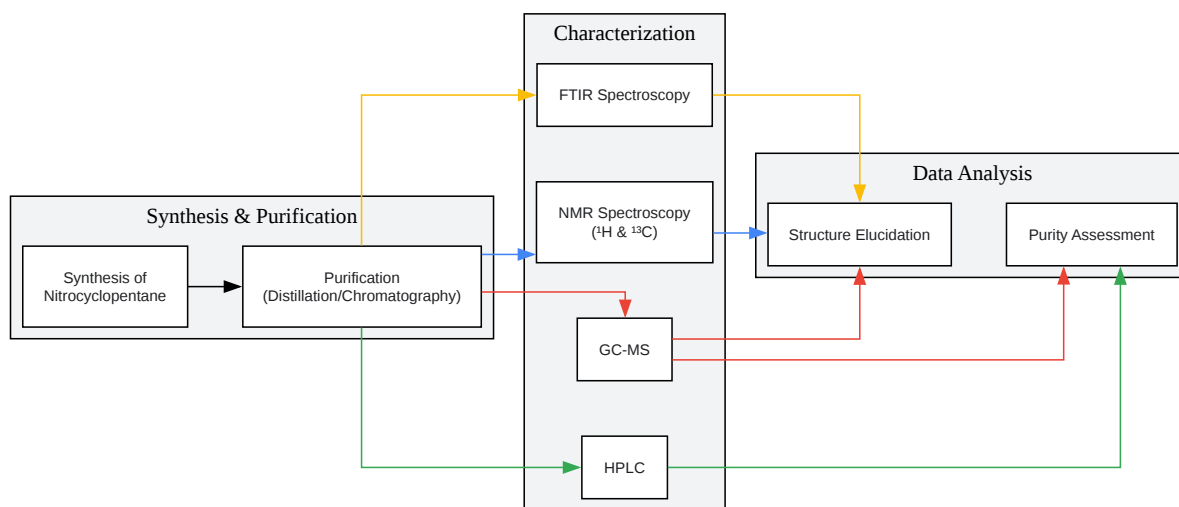 Characterization
FTIR Spectroscopy
Data Analysis
Synthesis & Purification
NMR Spectroscopy
(¹H & ¹³C)
Structure Elucidation
Purity Assessment
Synthesis of
Nitrocyclopentane
Purification
(Distillation/Chromatography)
GC-MS
HPLC